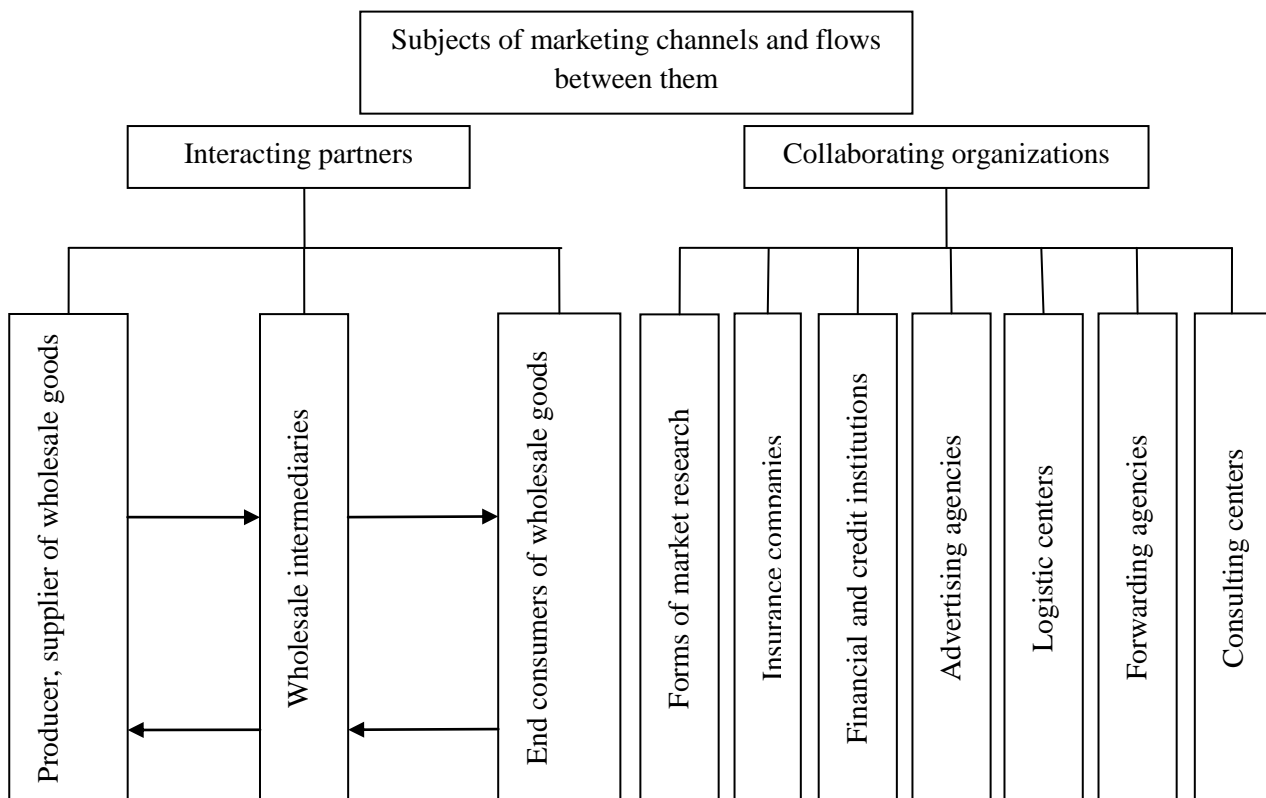 Subjects of marketing channels and flows
between them
Interacting partners
Collaborating organizations
Producer, supplier of wholesale goods
Wholesale intermediaries
End consumers of wholesale goods
Forms of market research
Insurance companies
Financial and credit institutions
Advertising agencies
Logistic centers
Forwarding agencies
Consulting centers